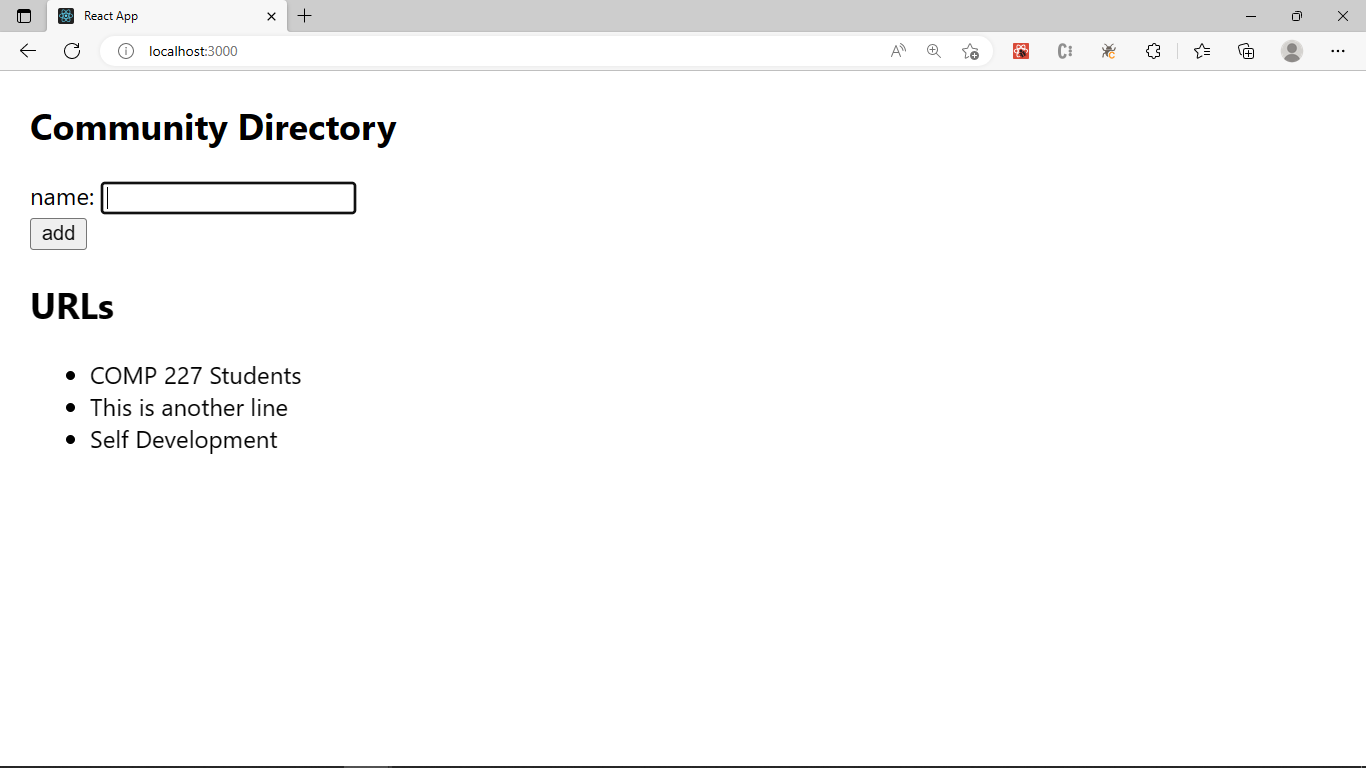 React App
localhost:3000
Community Directory
name:
add
URLs
COMP 227 Students
This is another line
Self Development